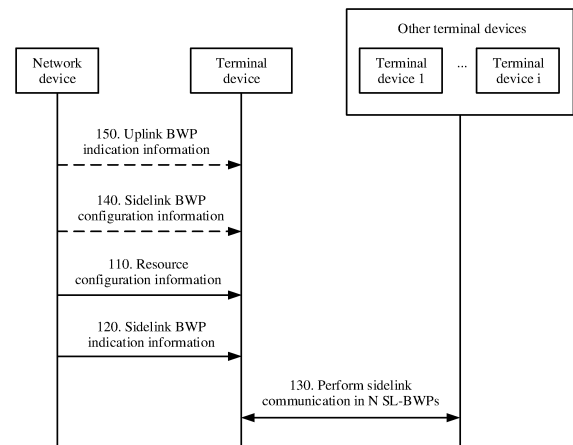 Other terminal devices
Network
device
Terminal
device
Terminal
device 1
...
Terminal
device i
150. Uplink BWP
indication information
140. Sidelink BWP
configuration information
110. Resource
configuration information
120. Sidelink BWP
indication information
130. Perform sidelink
communication in N SL-BWPs